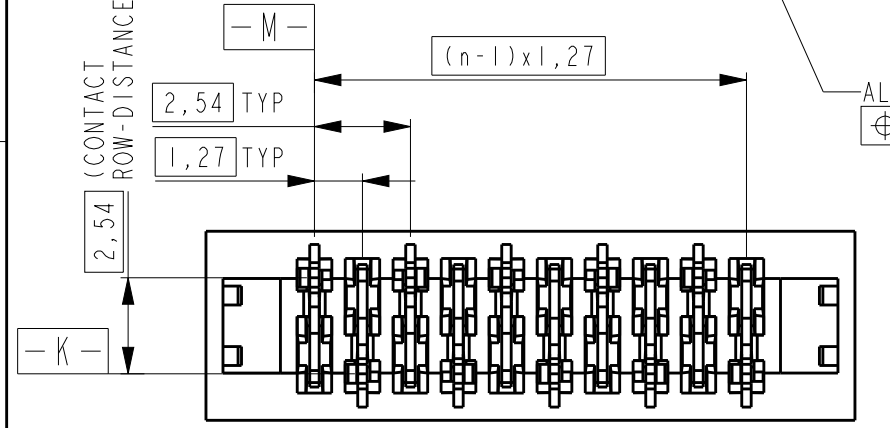 - M -
(n-1)x1,27
2,54 TYP
1,27 TYP
(CONTACT
ROW-DISTANCE
2,54
- K -
AL